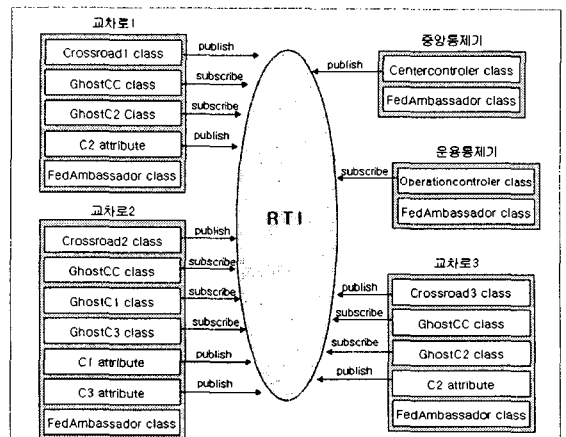 교차로1
Crossroad1 class
publish
GhostCC class
subscribe
GhostC2 Class
subscribe
C2 attribute
publish
FedAmbassador class
교차로2
Crossroad2 class
publish
GhostCC class
subscribe
GhostC1 class
subscribe
GhostC3 class
subscribe
C1 attribute
publish
C3 attribute
publish
FedAmbassador class
RTI
중앙통제기
publish
Centercontroler class
FedAmbassador class
운용통제기
subscribe
Operationcontroler class
FedAmbassador class
교차로3
publish
Crossroad3 class
subscribe
GhostCC class
subscribe
GhostC2 class
publish
C2 attribute
FedAmbassador class